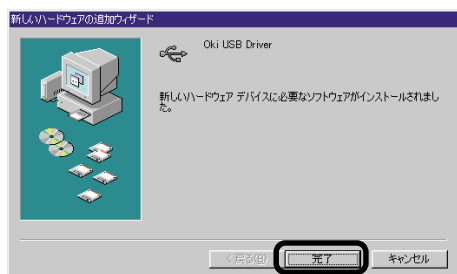 新しいハードウェアの追加ウィザード
Oki USB Driver
新しいハードウェア デバイスに必要なソフトウェアがインストールされまし
た。
< 戻る(B)
完了
キャンセル